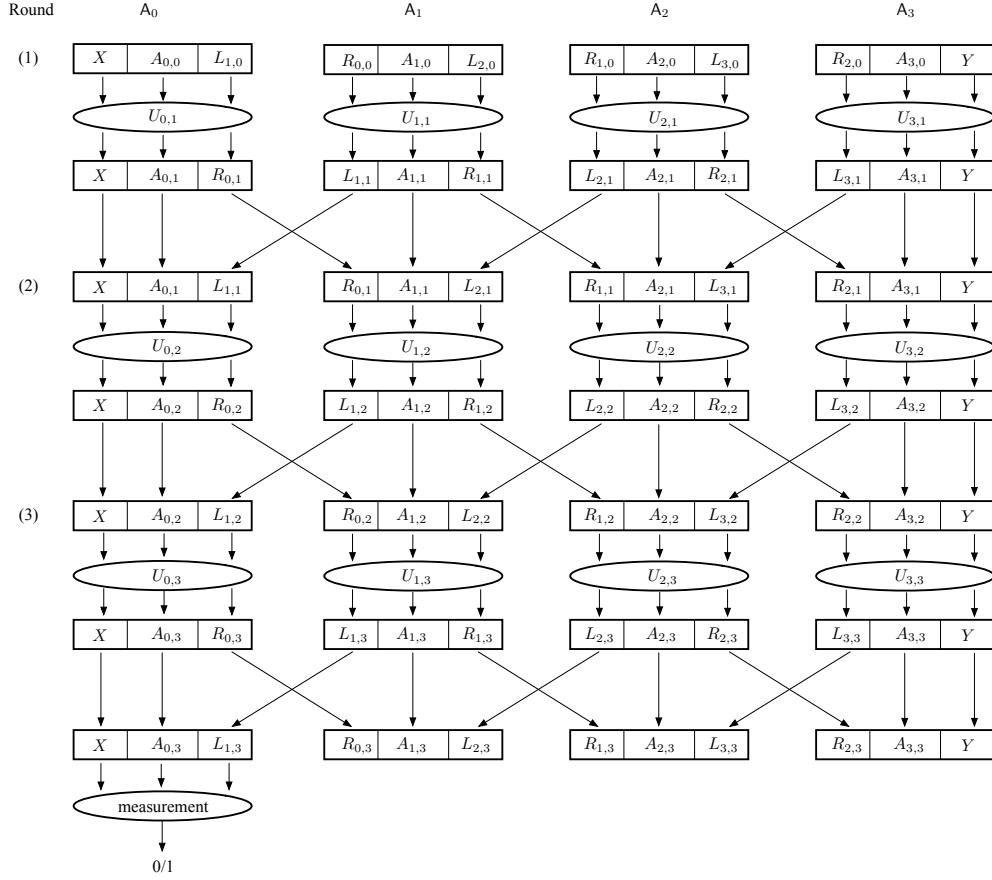 Round A₀ A₁ A₂ A₃
(1) X A₀,₀ L₁,₀ R₀,₀ A₁,₀ L₂,₀ R₁,₀ A₂,₀ L₃,₀ R₂,₀ A₃,₀ Y
U₀,₁ U₁,₁ U₂,₁ U₃,₁
X A₀,₁ R₀,₁ L₁,₁ A₁,₁ R₁,₁ L₂,₁ A₂,₁ R₂,₁ L₃,₁ A₃,₁ Y
(2) X A₀,₁ L₁,₁ R₀,₁ A₁,₁ L₂,₁ R₁,₁ A₂,₁ L₃,₁ R₂,₁ A₃,₁ Y
U₀,₂ U₁,₂ U₂,₂ U₃,₂
X A₀,₂ R₀,₂ L₁,₂ A₁,₂ R₁,₂ L₂,₂ A₂,₂ R₂,₂ L₃,₂ A₃,₂ Y
(3) X A₀,₂ L₁,₂ R₀,₂ A₁,₂ L₂,₂ R₁,₂ A₂,₂ L₃,₂ R₂,₂ A₃,₂ Y
U₀,₃ U₁,₃ U₂,₃ U₃,₃
X A₀,₃ R₀,₃ L₁,₃ A₁,₃ R₁,₃ L₂,₃ A₂,₃ R₂,₃ L₃,₃ A₃,₃ Y
X A₀,₃ L₁,₃ R₀,₃ A₁,₃ L₂,₃ R₁,₃ A₂,₃ L₃,₃ R₂,₃ A₃,₃ Y
measurement
0/1